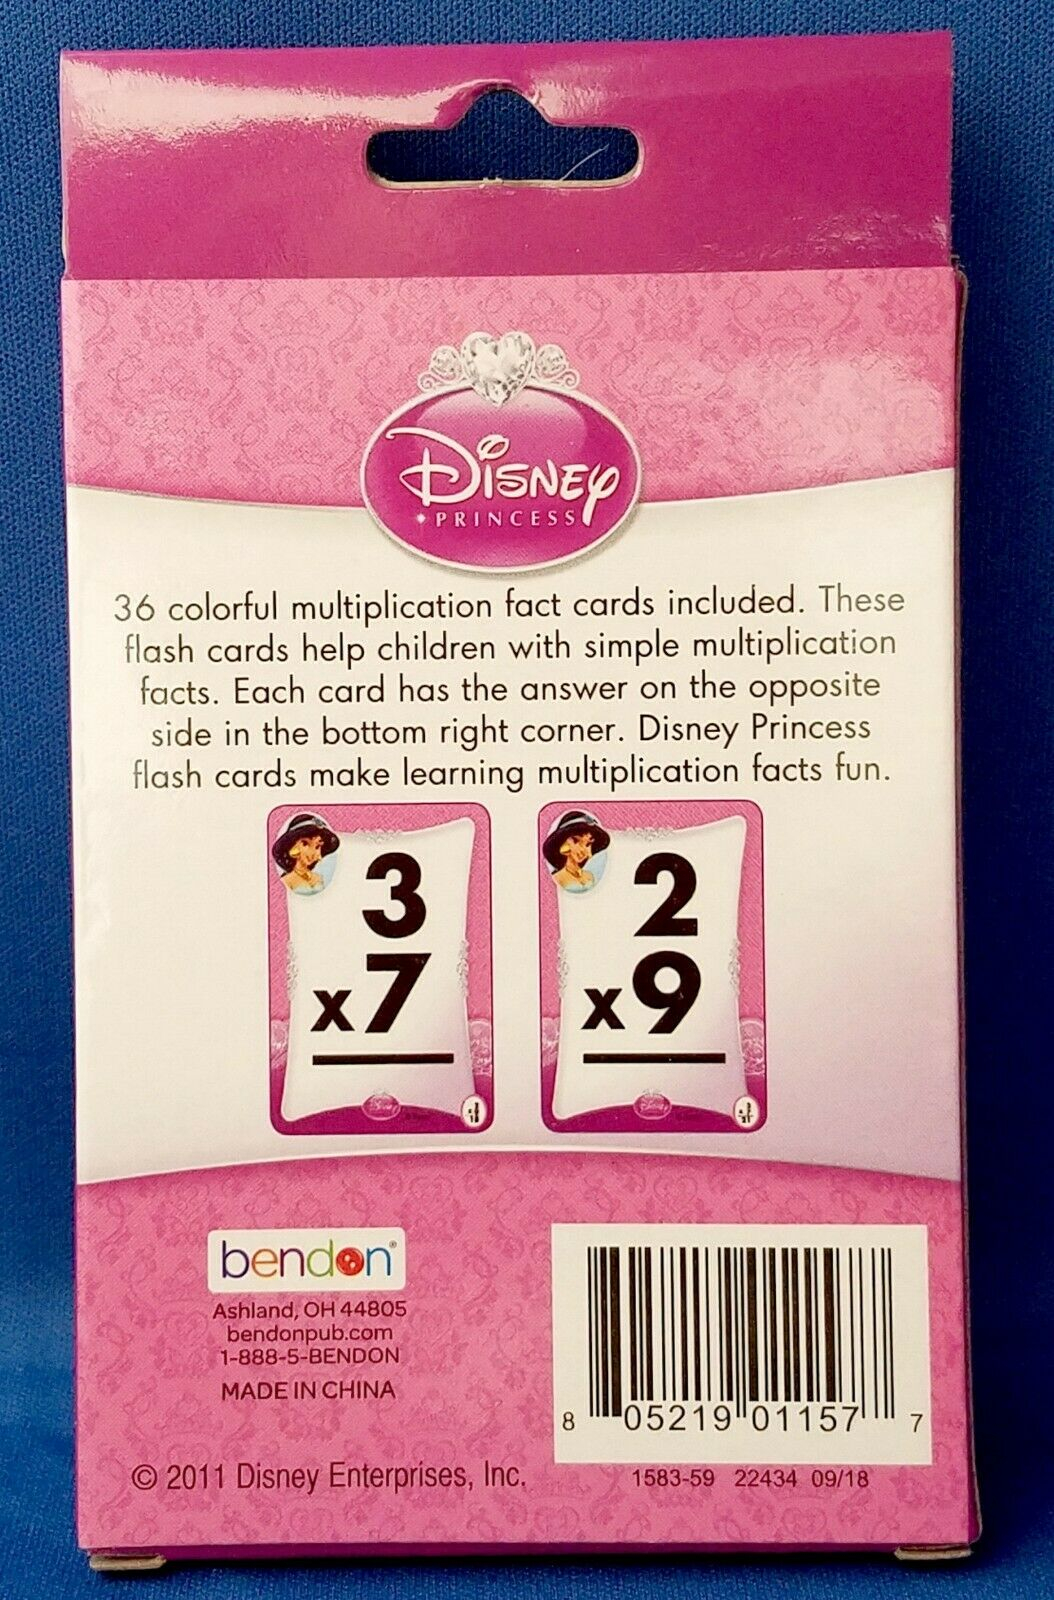 Disney
PRINCESS
36 colorful multiplication fact cards included. These
flash cards help children with simple multiplication
facts. Each card has the answer on the opposite
side in the bottom right corner. Disney Princess
flash cards make learning multiplication facts fun.
3
x7
2
x9
bendon®
Ashland, OH 44805
bendonpub.com
1-888-5-BENDON
MADE IN CHINA
© 2011 Disney Enterprises, Inc.
8 05219 01157 7
1583-59 22434 09/18